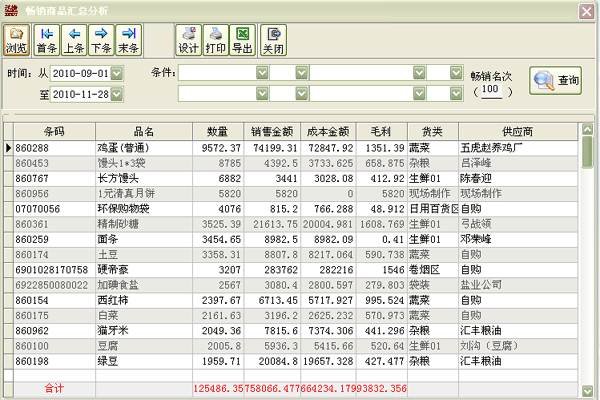 畅销商品汇总分析
浏览 首条 上条 下条 末条 设计 打印 导出 关闭
时间: 从 2010-09-01 条件: 畅销名次
至 2010-11-28 ( 100 ) 查询
条码 品名 数量 销售金额 成本金额 毛利 货类 供应商
860288 鸡蛋(普通) 9572.37 74199.31 72847.92 1351.39 蔬菜 五虎赵养鸡厂
860453 馒头1*3袋 8785 4392.5 3733.625 658.875 杂粮 吕泽峰
860767 长方馒头 6882 3441 3028.08 412.92 生鲜01 陈春迎
860956 1元清真月饼 5820 5820 0 5820 现场制作 现场制作
07070056 环保购物袋 4076 815.2 766.288 48.912 日用百货区 自购
860361 精制砂糖 3525.39 21613.75 20004.981 1608.769 生鲜01 弓战领
860259 面条 3454.65 8982.5 8982.09 0.41 生鲜01 邓荣峰
860174 土豆 3358.31 8807.8 8217.064 590.738 蔬菜 自购
6901028170758 硬帝豪 3207 283762 282216 1546 卷烟区 自购
6922850080022 加碘食盐 2567 3080.4 2800.597 279.803 袋装 盐业公司
860154 西红柿 2397.67 6713.45 5717.927 995.524 蔬菜 自购
860175 白菜 2161.63 3196.2 2625.232 570.973 蔬菜 自购
860962 猫牙米 2049.36 7815.6 7374.306 441.296 杂粮 汇丰粮油
860100 豆腐 2005.8 5936.3 5415.66 520.64 生鲜01 刘沟（豆腐）
860198 绿豆 1959.71 20084.8 19657.328 427.477 杂粮 汇丰粮油
合计 125486.35 758066.477 664234.179 93832.356